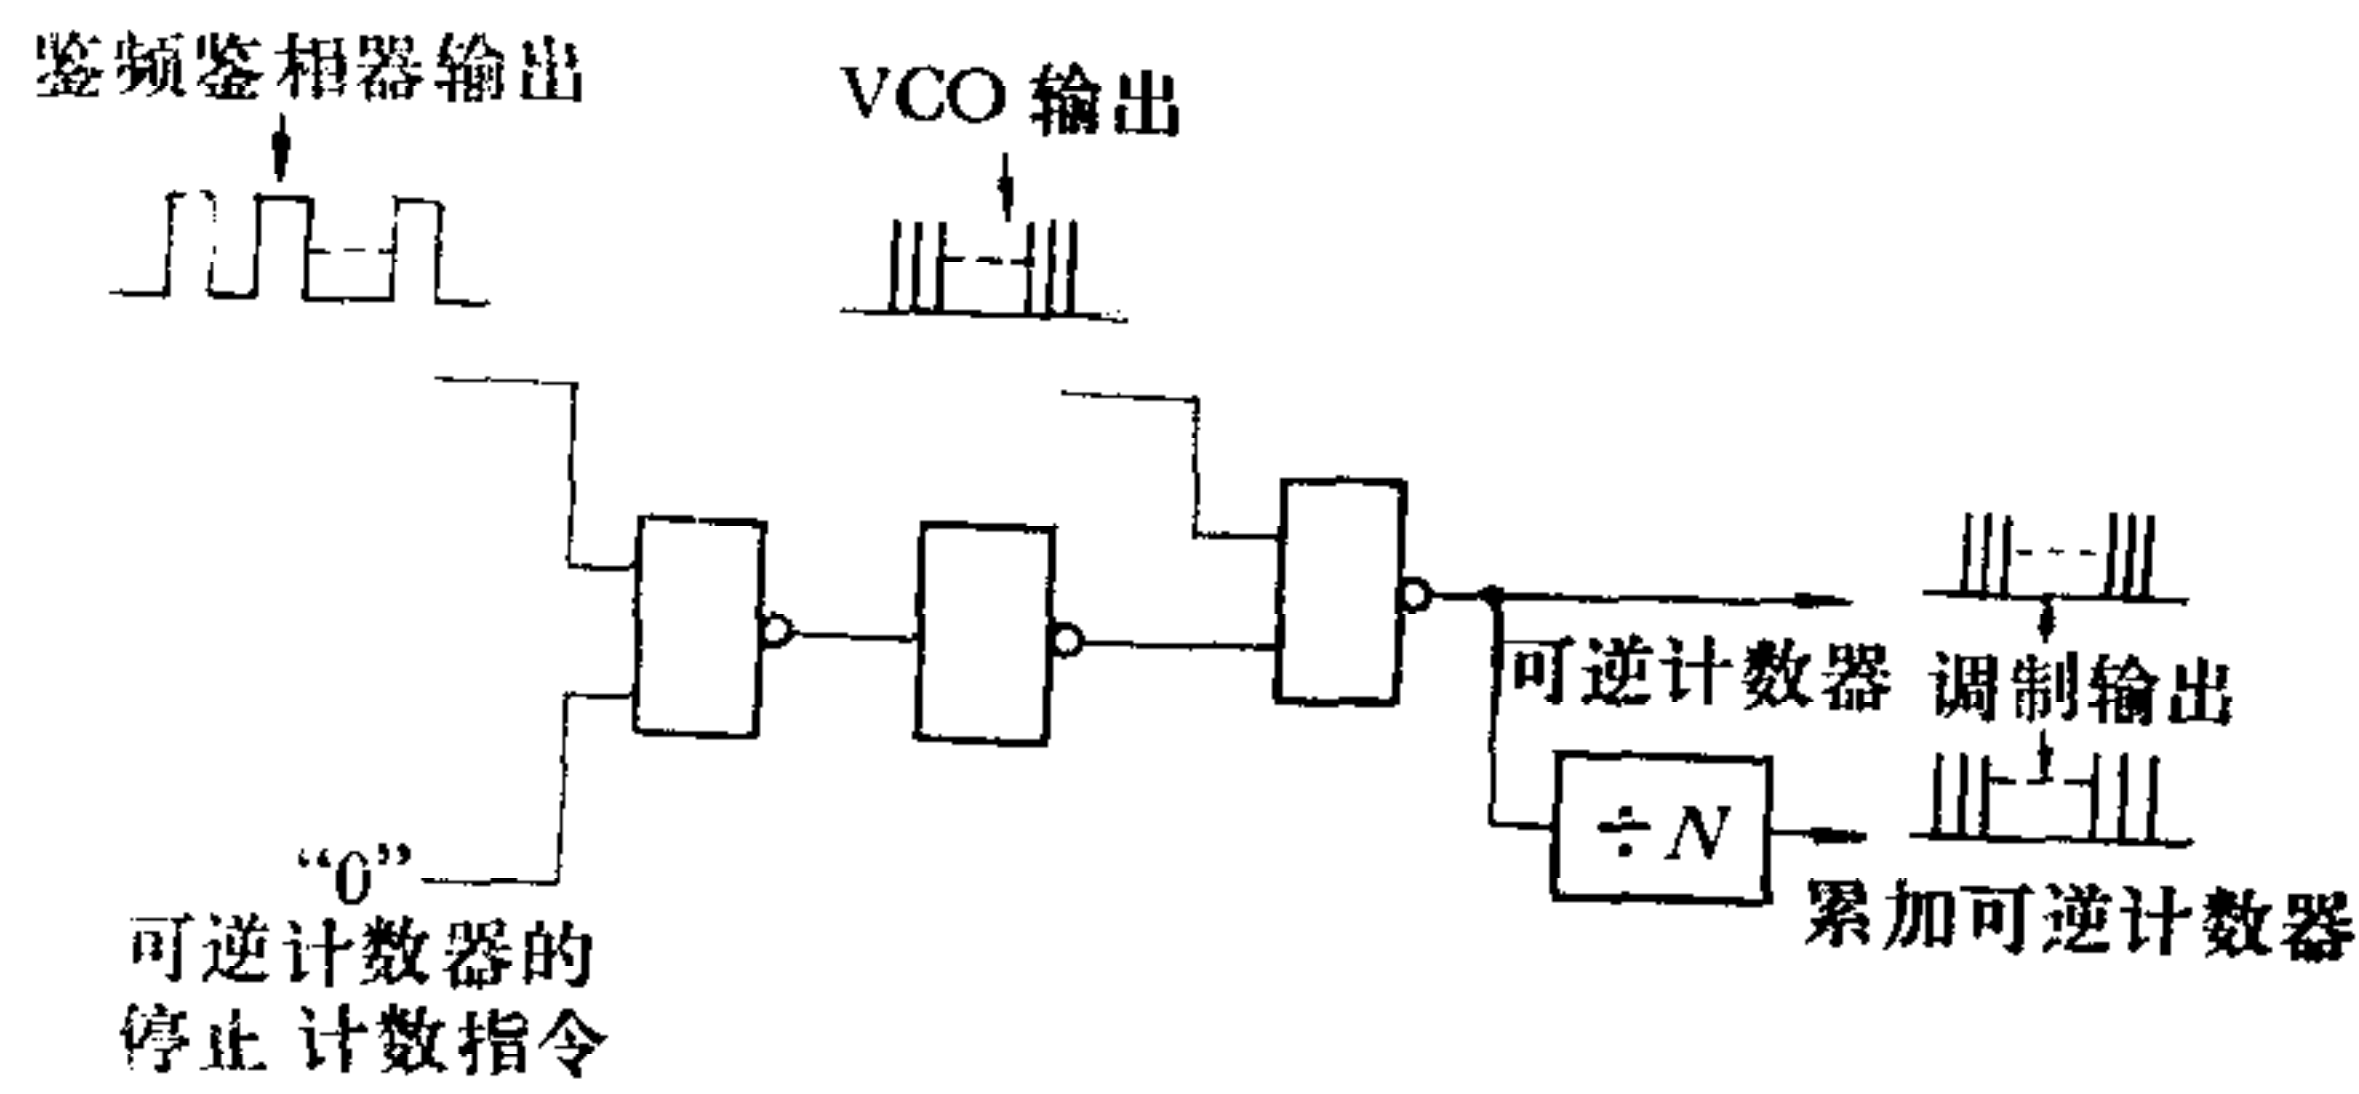 鉴频鉴相器输出
VCO 输出
可逆计数器
调制输出
÷N
“0”
可逆计数器的
停止计数指令
累加可逆计数器